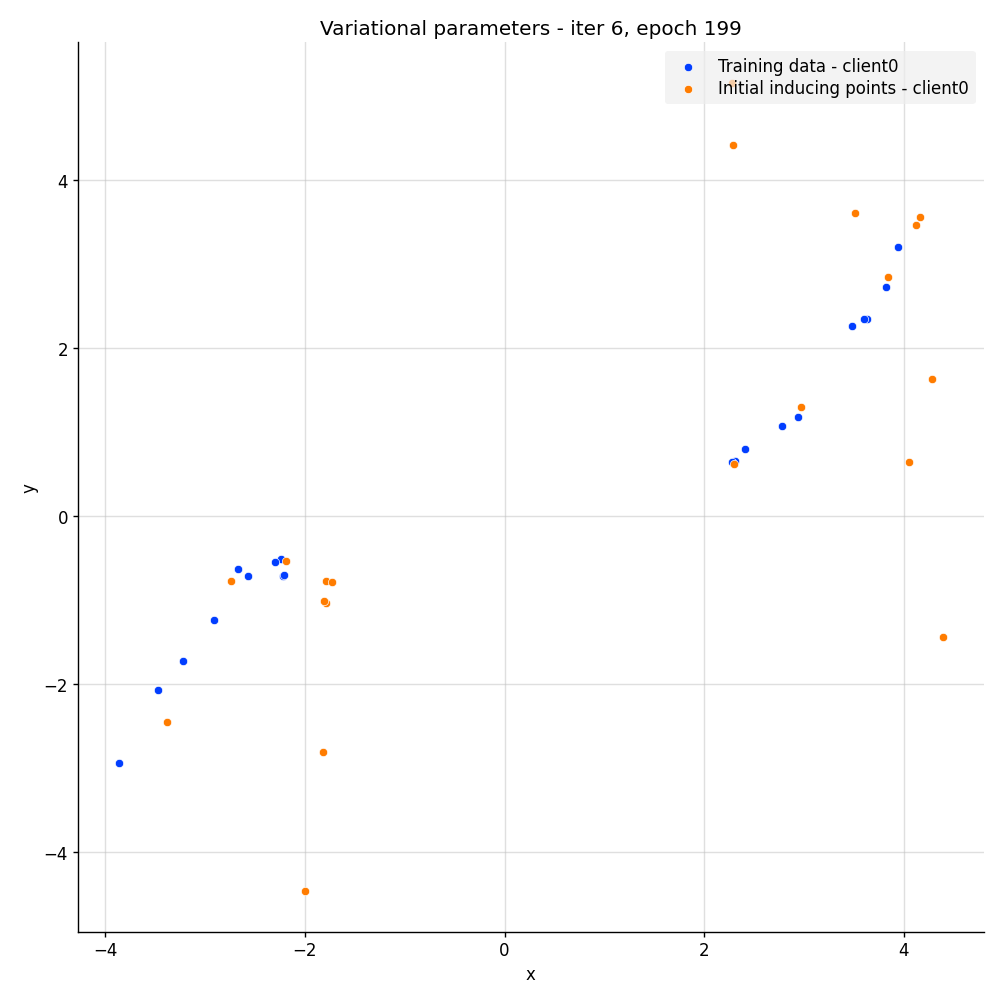 Variational parameters - iter 6, epoch 199
Training data - client0
Initial inducing points - client0
4
2
0
−2
−4
y
−4 −2 0 2 4
x